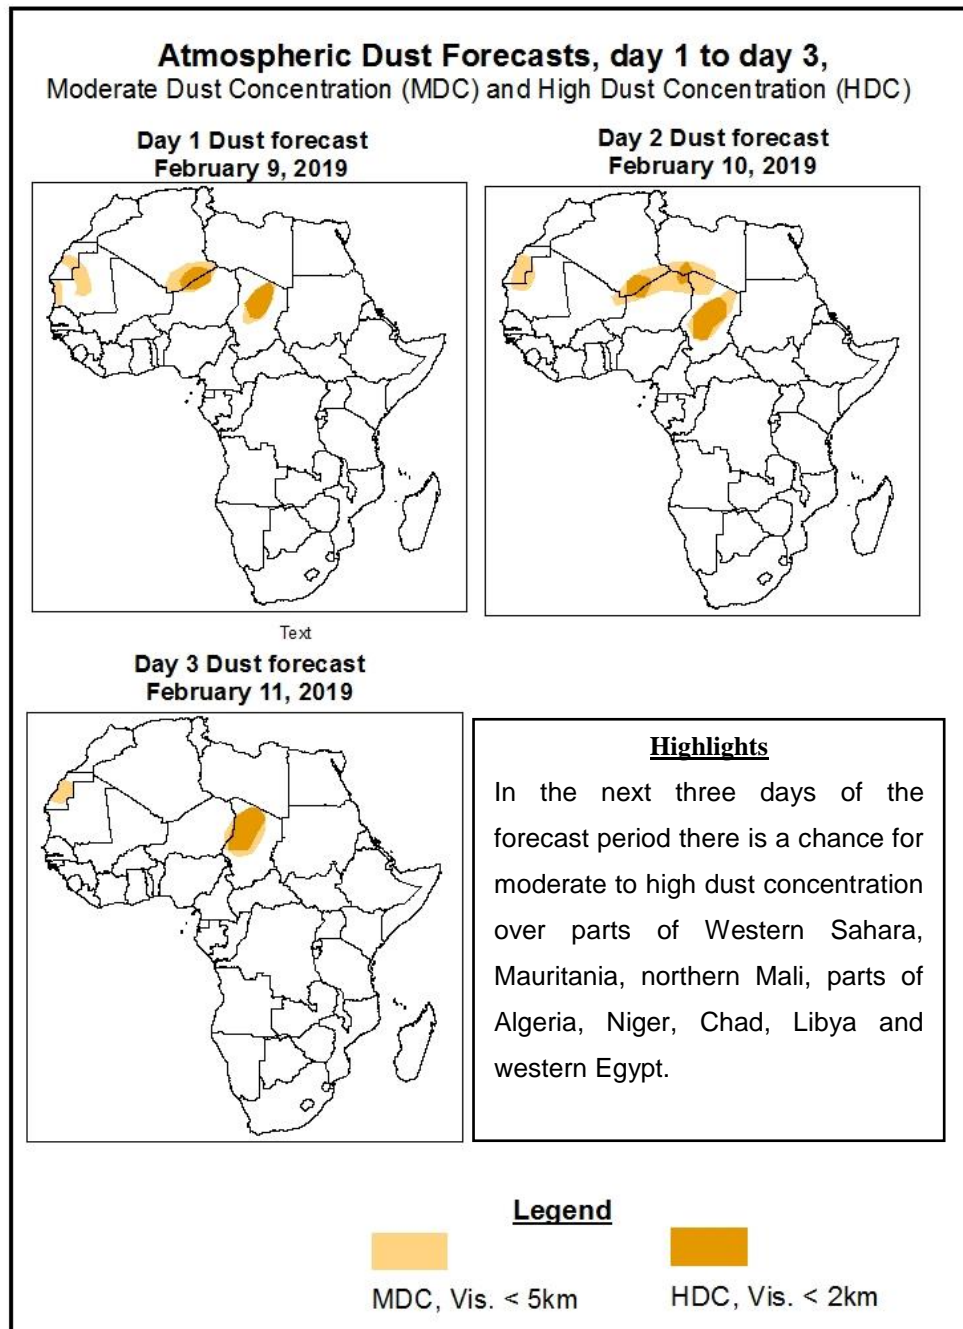 Atmospheric Dust Forecasts, day 1 to day 3,
Moderate Dust Concentration (MDC) and High Dust Concentration (HDC)
Day 1 Dust forecast
February 9, 2019
Day 2 Dust forecast
February 10, 2019
Text
Day 3 Dust forecast
February 11, 2019
Highlights
In the next three days of the
forecast period there is a chance for
moderate to high dust concentration
over parts of Western Sahara,
Mauritania, northern Mali, parts of
Algeria, Niger, Chad, Libya and
western Egypt.
Legend
MDC, Vis. < 5km
HDC, Vis. < 2km